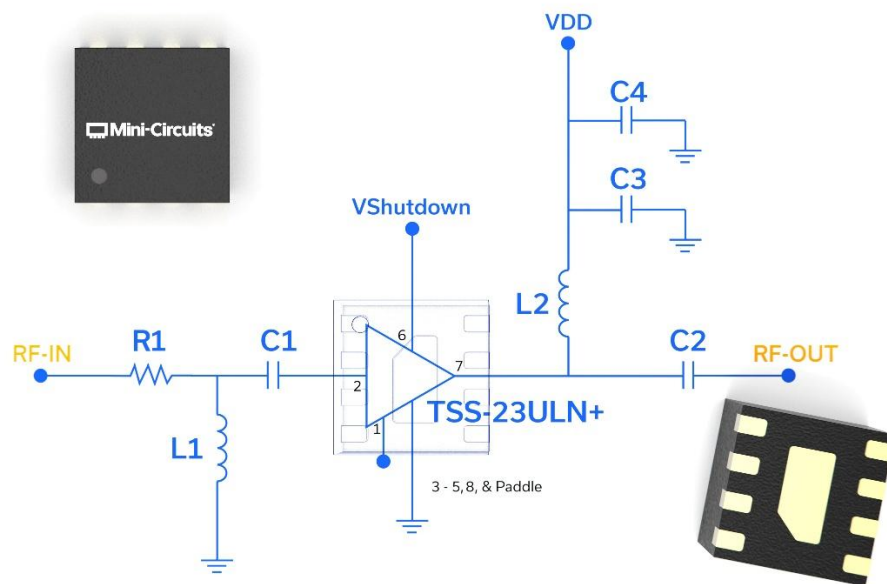 Mini-Circuits
VDD
C4
C3
VShutdown
L2
RF-IN
R1
C1
6
7
C2
RF-OUT
2
TSS-23ULN+
1
L1
3 - 5,8, & Paddle